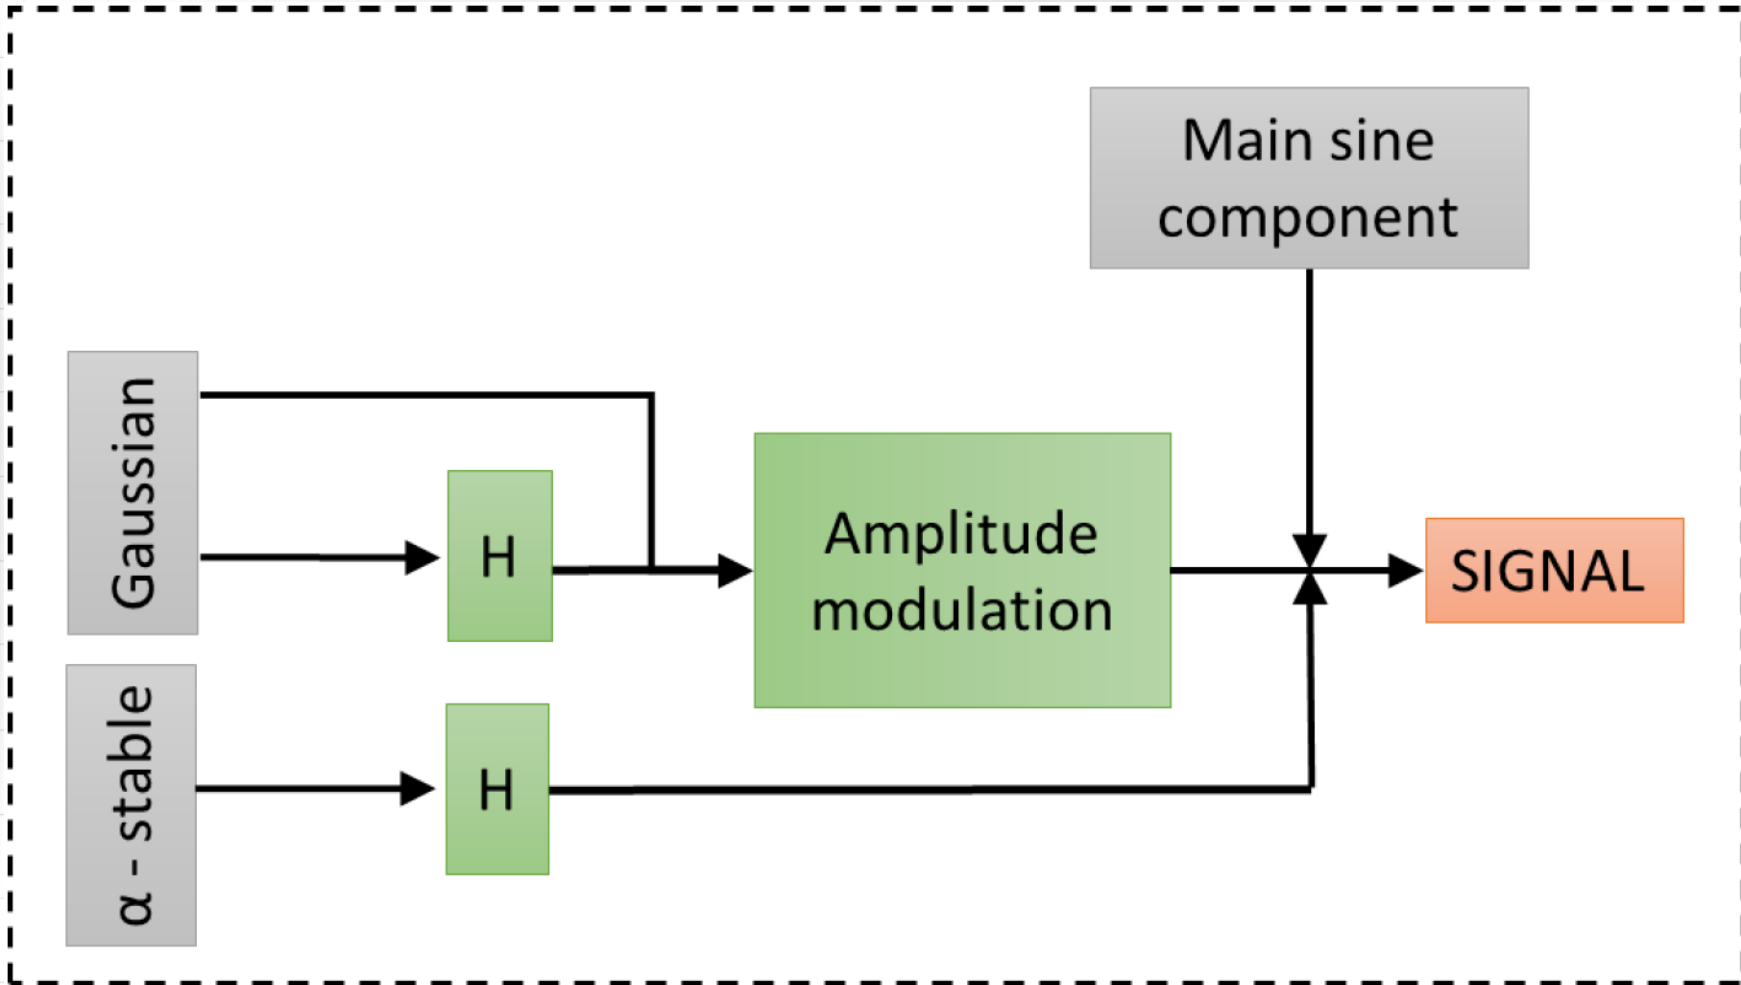 Main sine
component
Gaussian
H
Amplitude
modulation
SIGNAL
α - stable
H